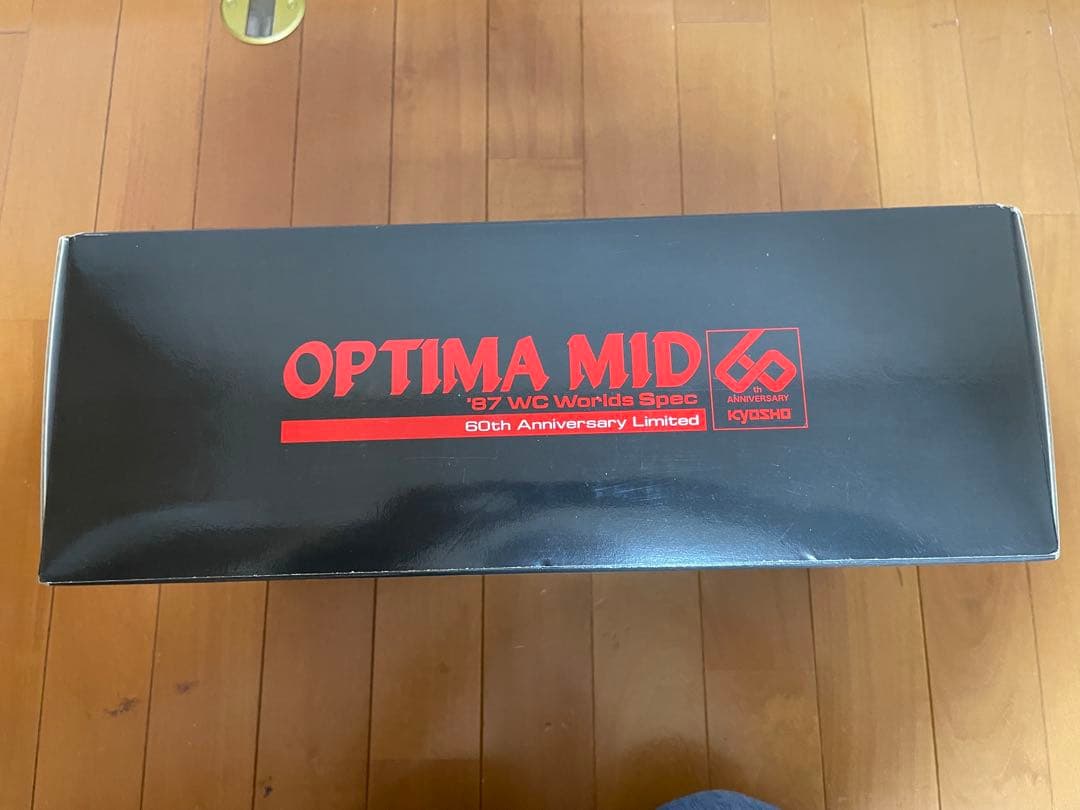 OPTIMA MID
'87 WC Worlds Spec
60th Anniversary Limited
60
th
ANNIVERSARY
KYOSHO